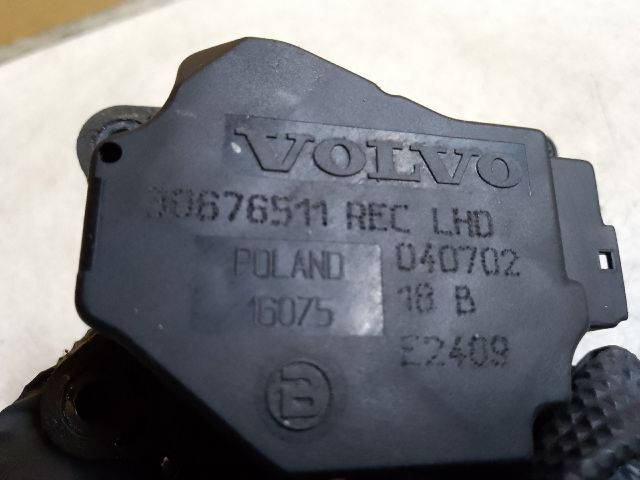 VOLVO
30676511 REC LHD
POLAND 040702
16075 18 B
E2409
B